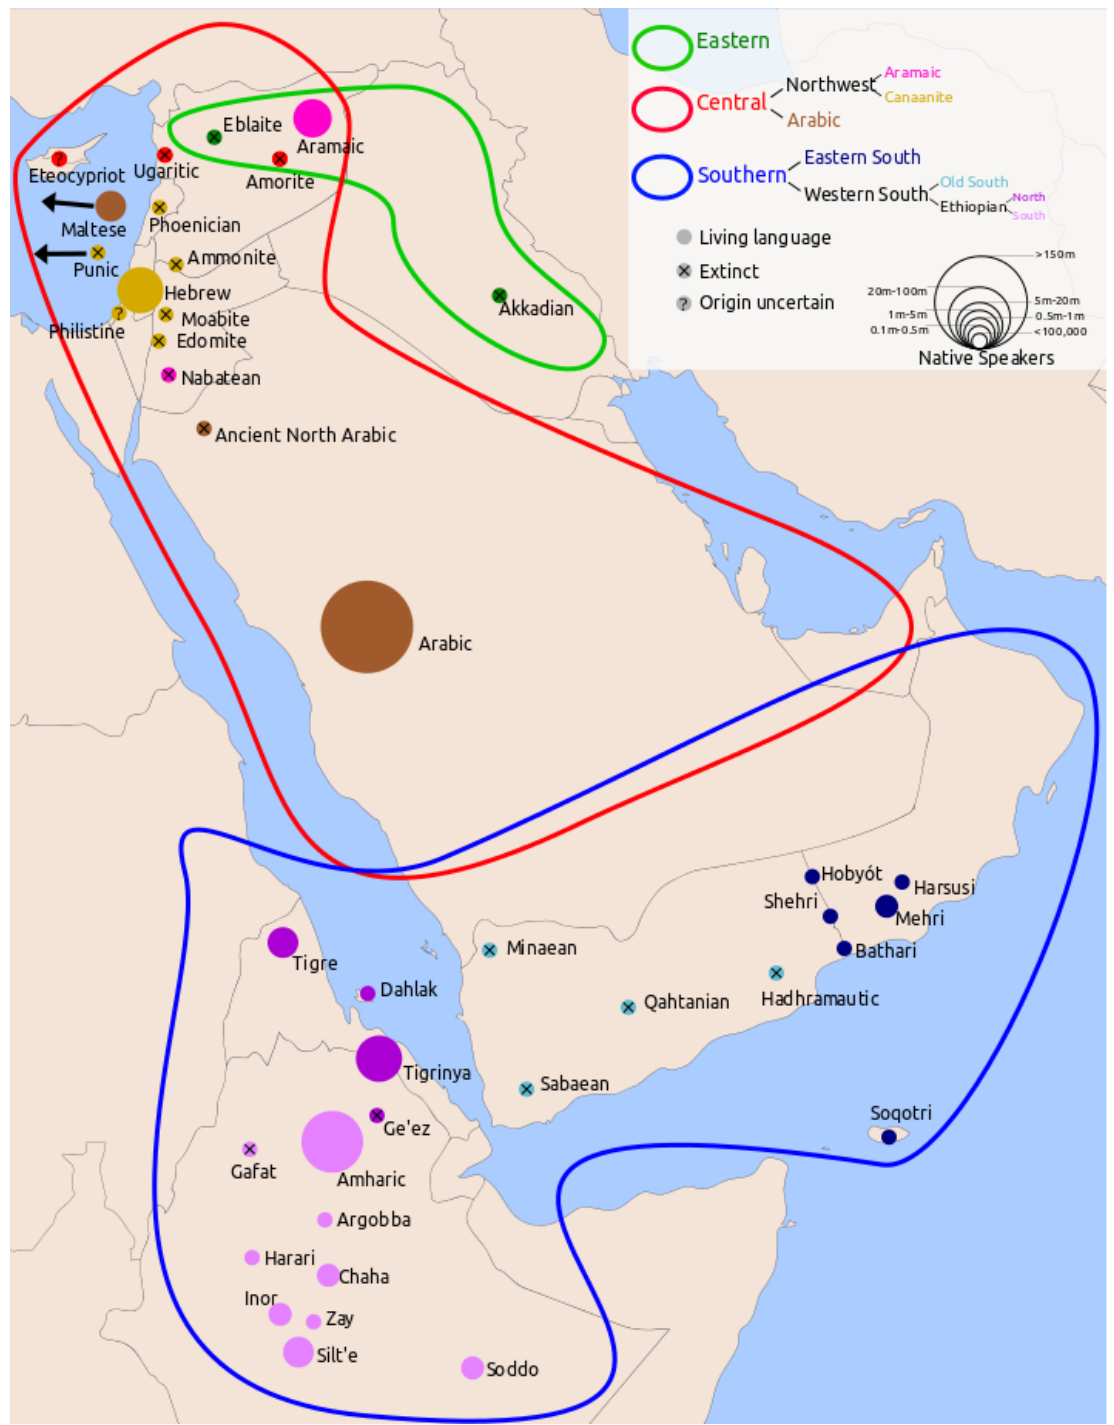 Eastern
Central
Northwest
Aramaic
Canaanite
Arabic
Southern
Eastern South
Western South
Old South
Ethiopian
North
South
Living language
Extinct
Origin uncertain
>150m
20m-100m
5m-20m
1m-5m
0.5m-1m
0.1m-0.5m
<100,000
Native Speakers
Eblaite
Aramaic
Ugaritic
Amorite
Eteocypriot
Maltese
Phoenician
Punic
Ammonite
Hebrew
Akkadian
Philistine
Moabite
Edomite
Nabatean
Ancient North Arabic
Arabic
Hobyót
Harsusi
Shehri
Mehri
Bathari
Minaean
Tigre
Dahlak
Qahtanian
Hadhramautic
Tigrinya
Sabaean
Ge'ez
Soqotri
Gafat
Amharic
Argobba
Harari
Chaha
Inor
Zay
Silt'e
Soddo